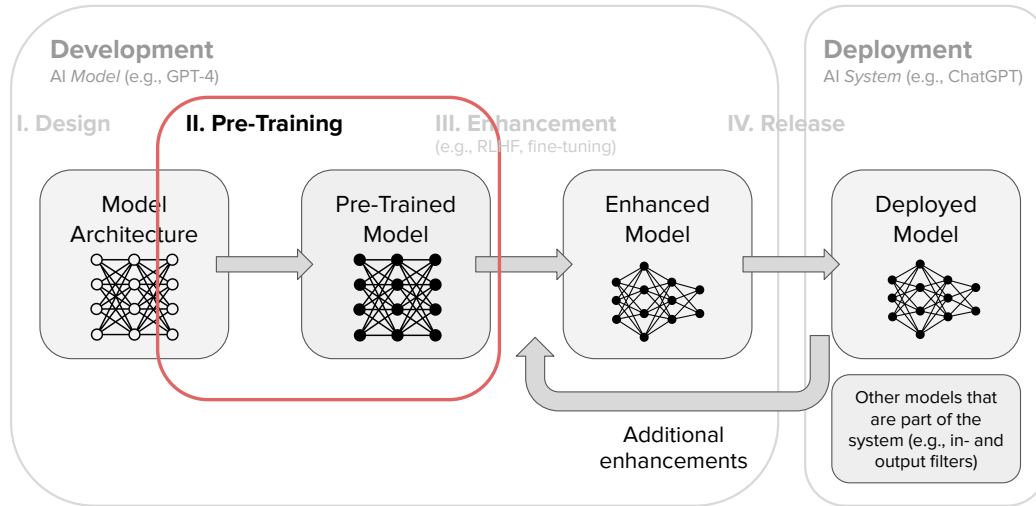 Development
AI Model (e.g., GPT-4)
Deployment
AI System (e.g., ChatGPT)
I. Design
II. Pre-Training
III. Enhancement
(e.g., RLHF, fine-tuning)
IV. Release
Model
Architecture
Pre-Trained
Model
Enhanced
Model
Deployed
Model
Additional
enhancements
Other models that
are part of the
system (e.g., in- and
output filters)